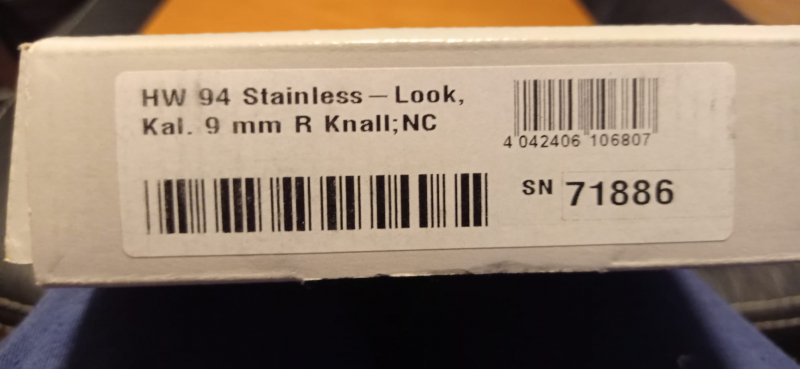 HW 94 Stainless – Look,
Kal. 9 mm R Knall;NC
4 042406 106807
SN 71886